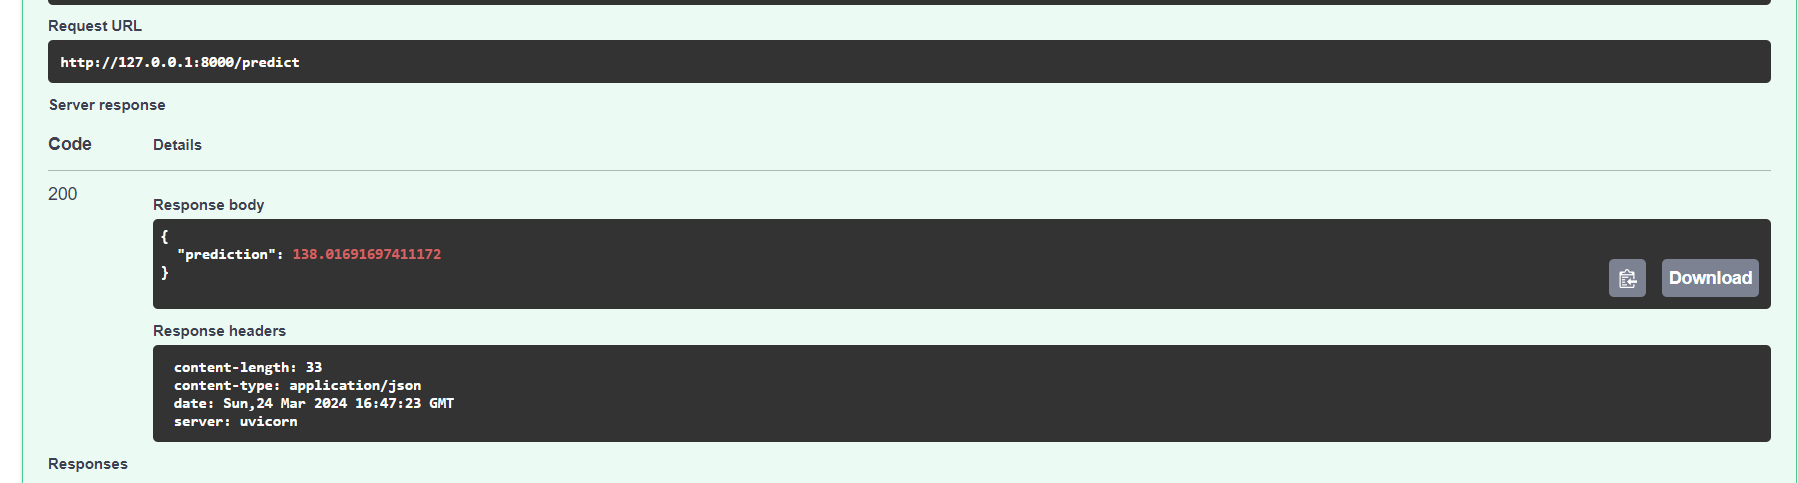 Request URL
http://127.0.0.1:8000/predict
Server response
Code Details
200
Response body
{
"prediction": 138.01691697411172
}
Download
Response headers
content-length: 33
content-type: application/json
date: Sun,24 Mar 2024 16:47:23 GMT
server: uvicorn
Responses